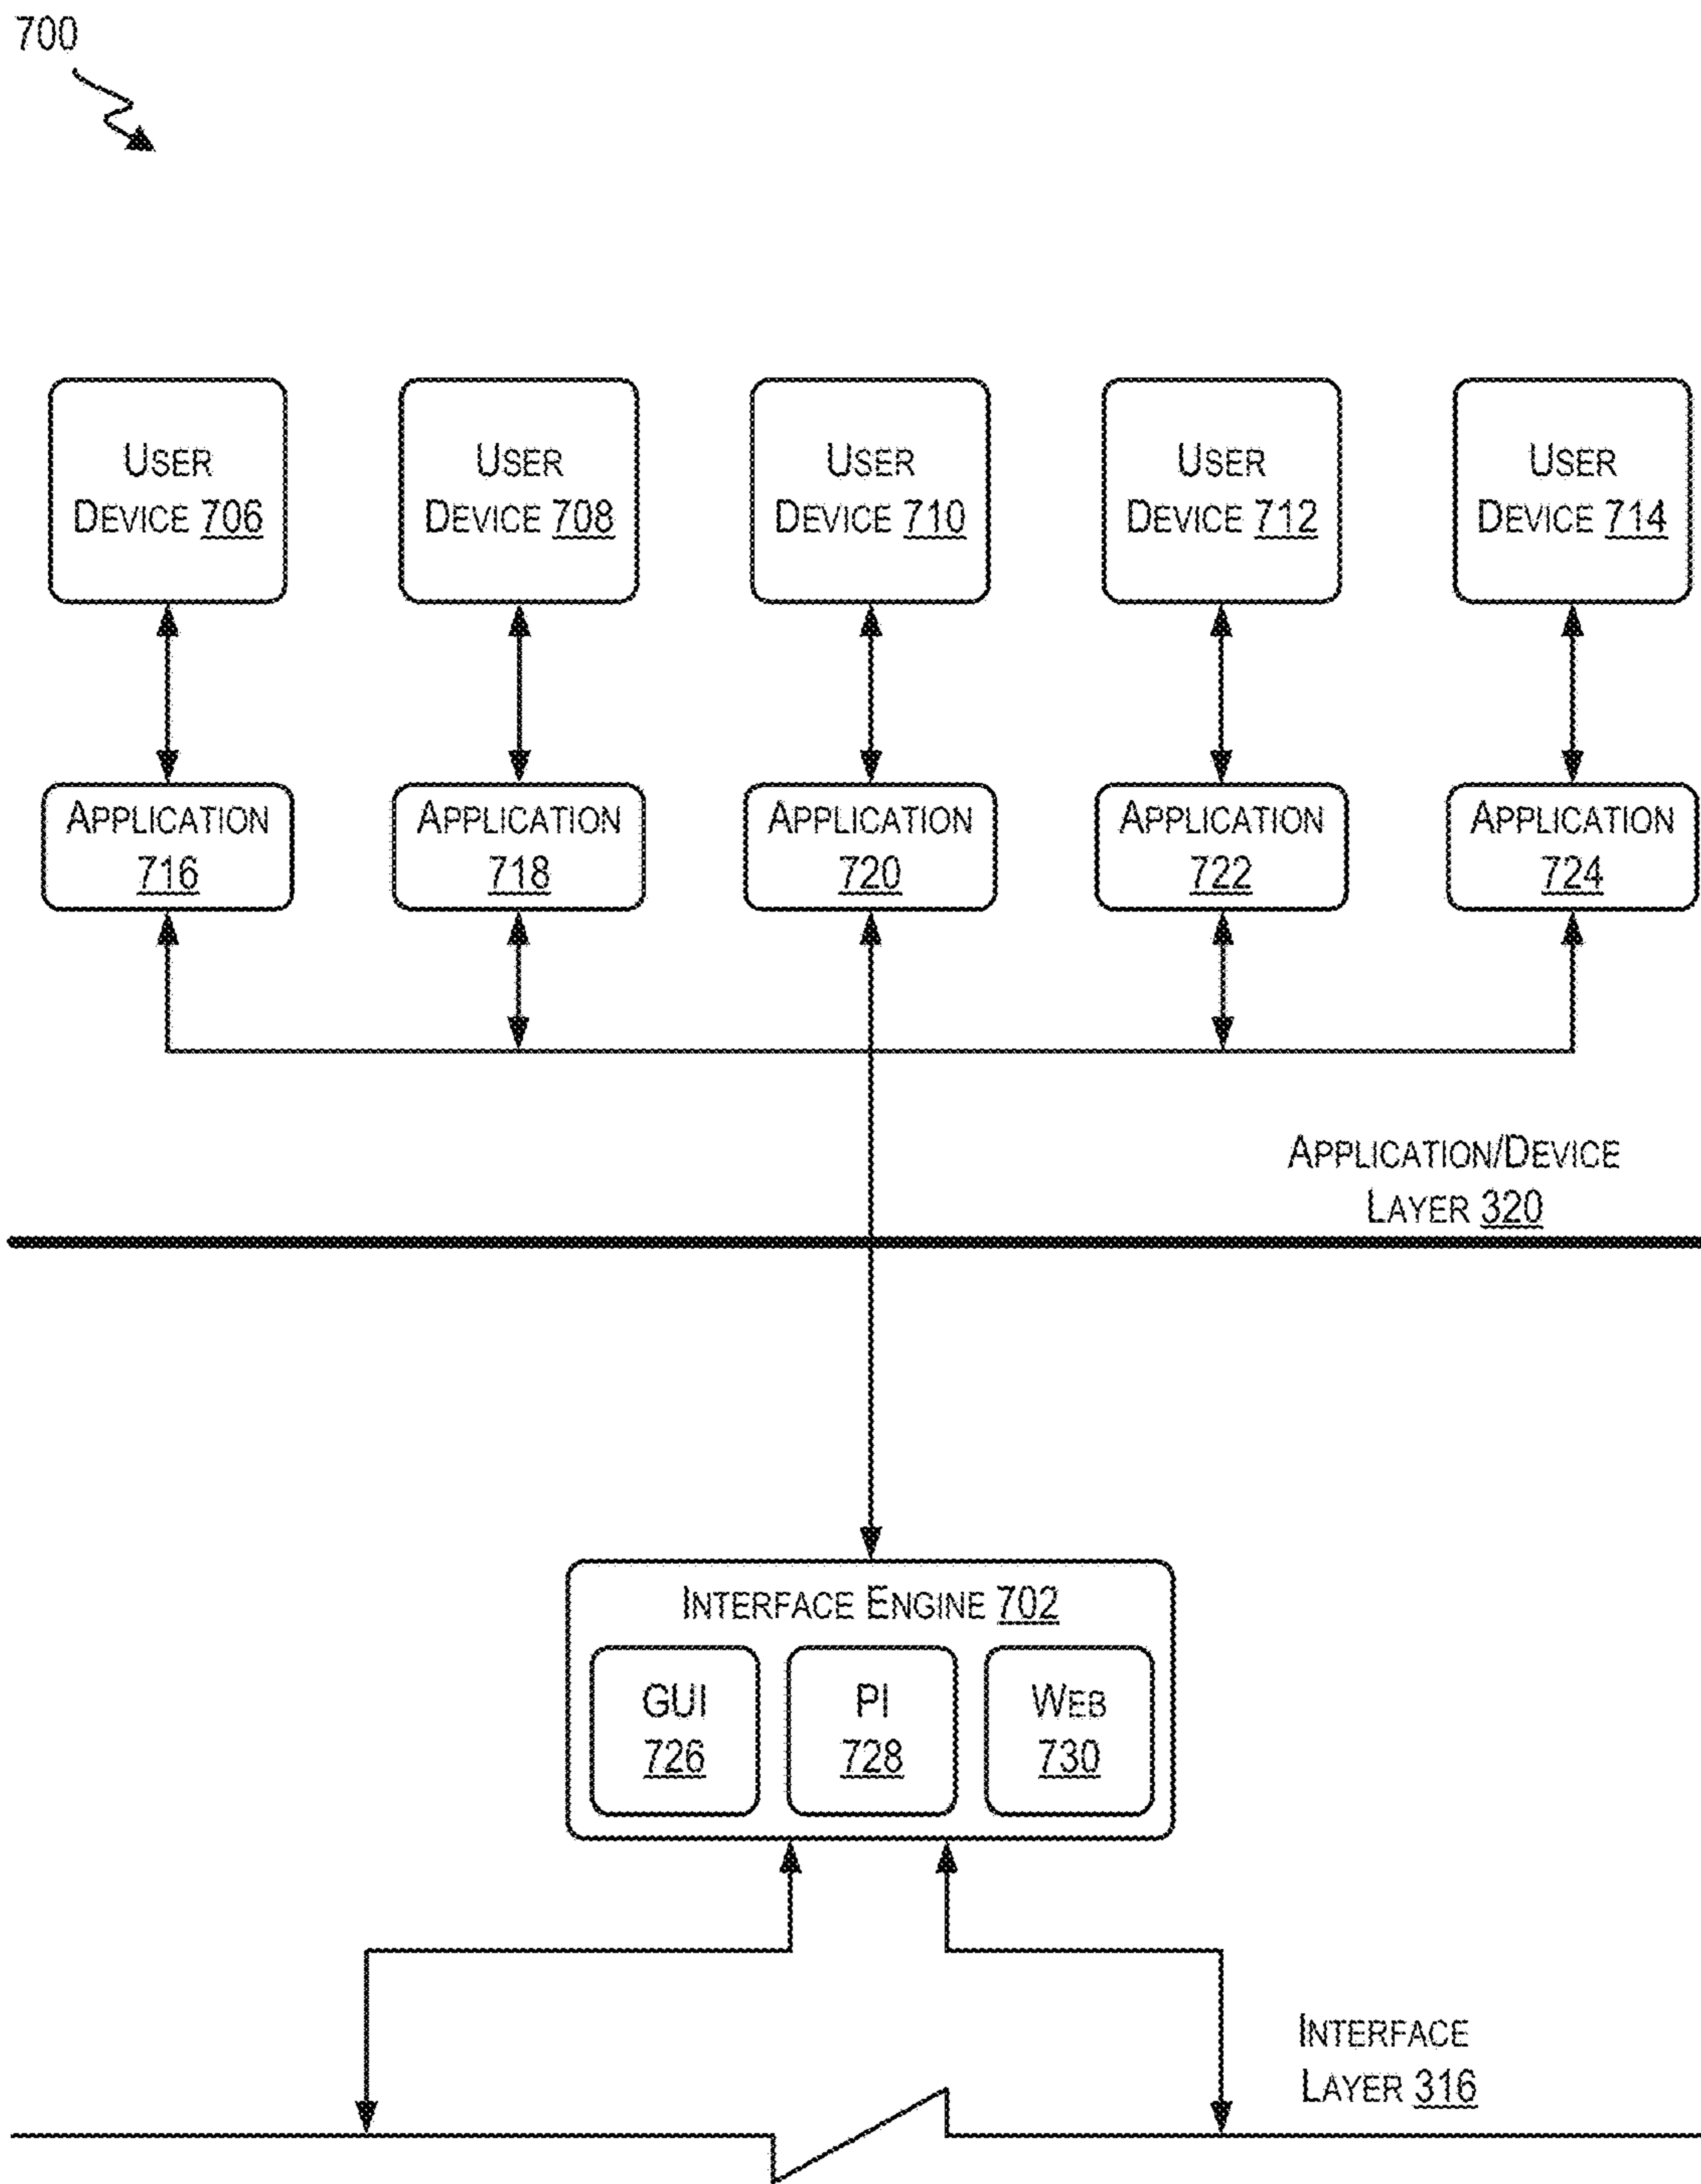 700
USER
DEVICE 706
USER
DEVICE 708
USER
DEVICE 710
USER
DEVICE 712
USER
DEVICE 714
APPLICATION
716
APPLICATION
718
APPLICATION
720
APPLICATION
722
APPLICATION
724
APPLICATION/DEVICE
LAYER 320
INTERFACE ENGINE 702
GUI
726
PI
728
WEB
730
INTERFACE
LAYER 316